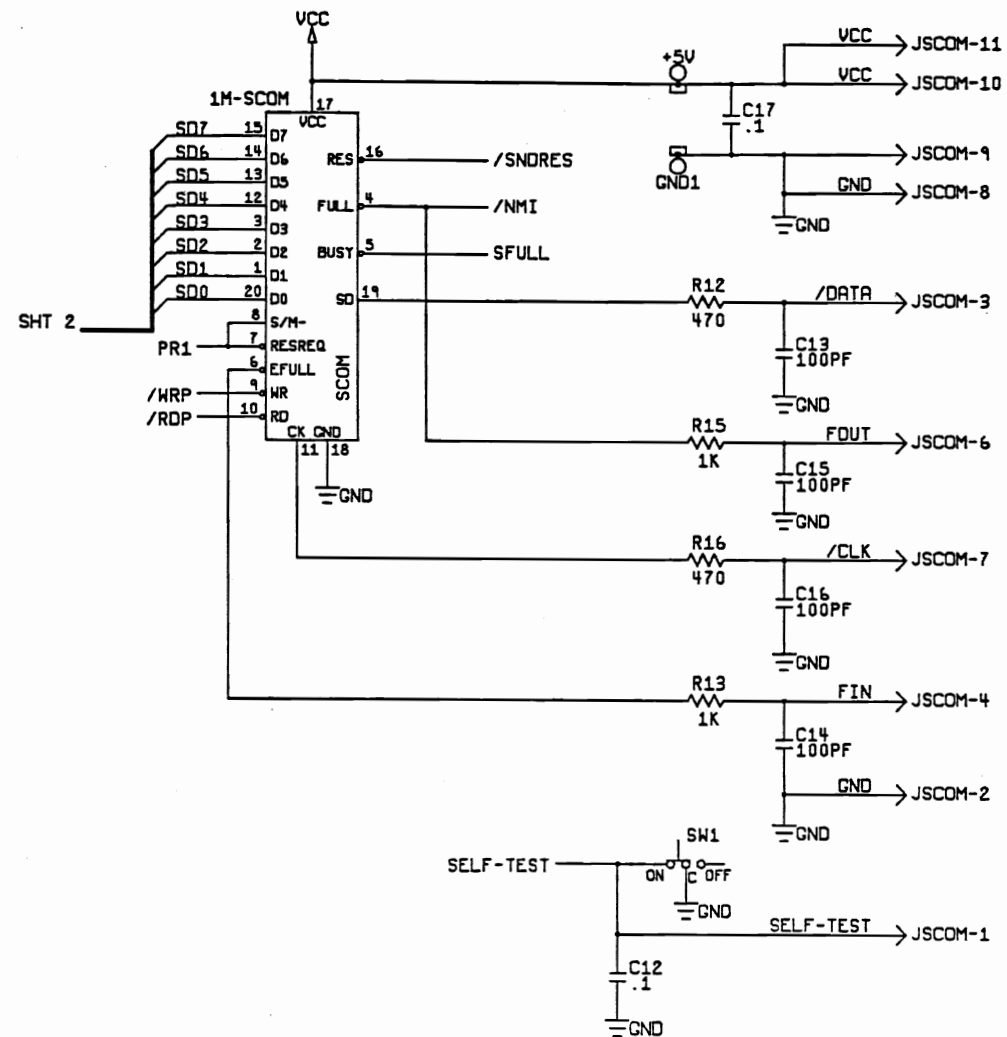 VCC
VCC
JSCOM-11
+5V
VCC
JSCOM-10
1M-SCOM
17
VCC
C17
.1
SD7
15
D7
SD6
14
D6
RES
16
/SNDRES
JSCOM-9
SD5
13
D5
GND1
GND
JSCOM-8
SD4
12
D4
FULL
4
/NMI
GND
SD3
3
D3
SD2
2
D2
BUSY
5
SFULL
SD1
1
D1
SD0
20
D0
SD
19
R12
470
/DATA
JSCOM-3
SHT 2
8
S/M-
PR1
7
RESREQ
C13
100PF
6
EFULL
SCOM
/WRP
9
WR
GND
/RDP
10
RD
CK
GND
11
18
GND
R15
1K
FOUT
JSCOM-6
C15
100PF
GND
R16
470
/CLK
JSCOM-7
C16
100PF
GND
R13
1K
FIN
JSCOM-4
C14
100PF
GND
JSCOM-2
GND
SW1
SELF-TEST
ON
C
OFF
GND
SELF-TEST
JSCOM-1
C12
.1
GND